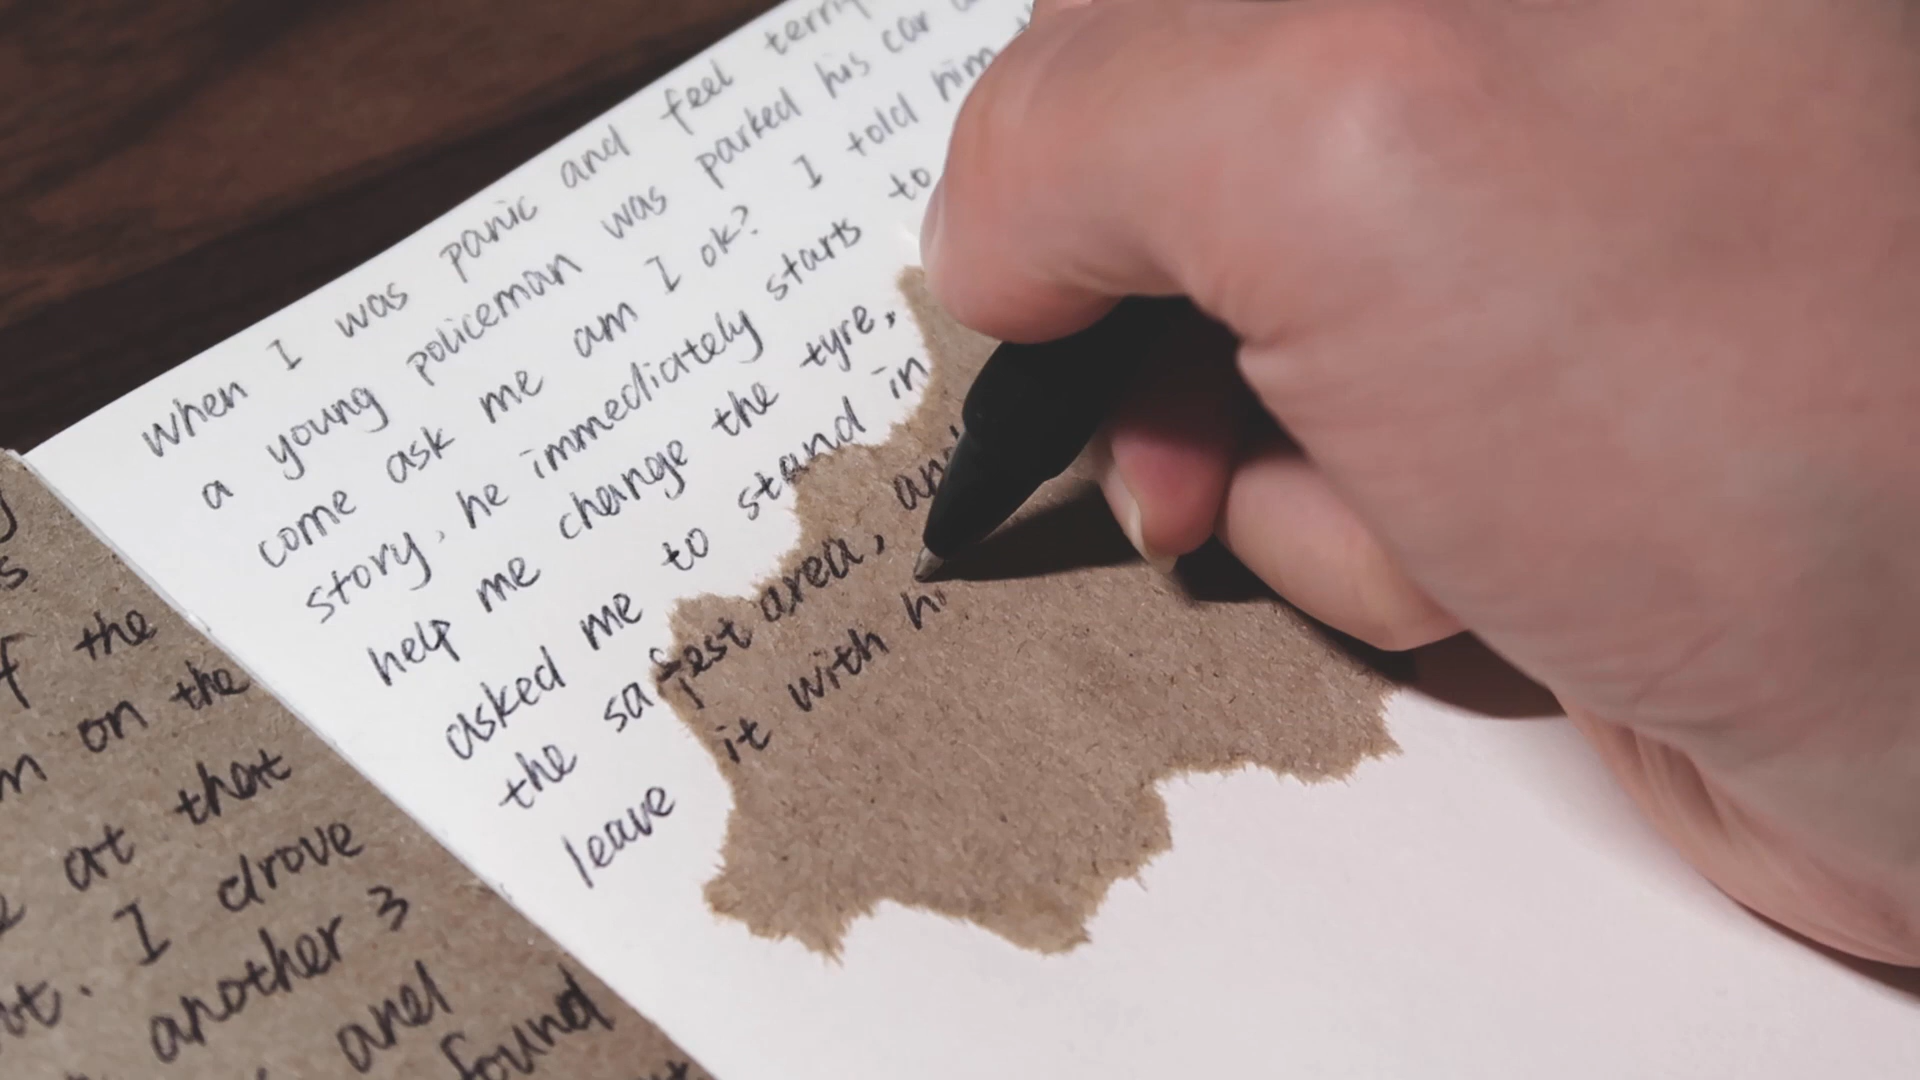 when I was panic and feel
a young policeman was parked his car
come ask me am I ok? I told him
story, he immediately starts to
help me change the tyre,
asked me to stand in
the safest area,
leave it with
the
on the
at that
I drove
another 3
and
found